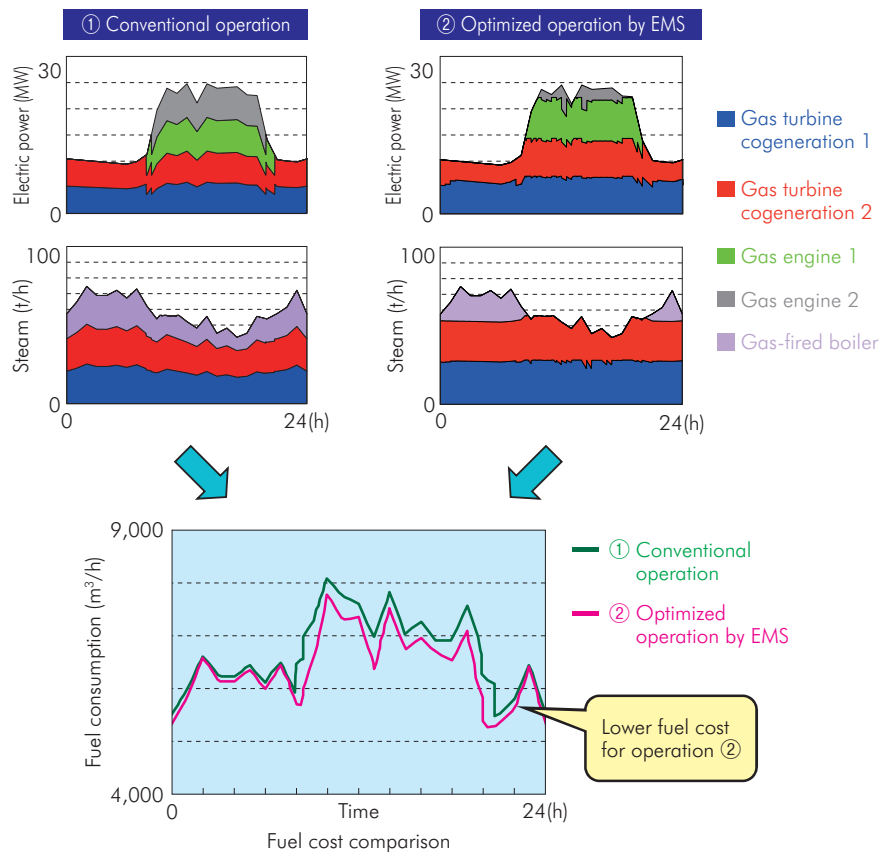 ① Conventional operation
② Optimized operation by EMS
30
Electric power (MW)
0
30
Electric power (MW)
0
Gas turbine
cogeneration 1
Gas turbine
cogeneration 2
Gas engine 1
Gas engine 2
Gas-fired boiler
100
Steam (t/h)
0
0
24(h)
100
Steam (t/h)
0
0
24(h)
9,000
Fuel consumption (m³/h)
4,000
0
Time
24(h)
Fuel cost comparison
① Conventional
operation
② Optimized
operation by EMS
Lower fuel cost
for operation ②